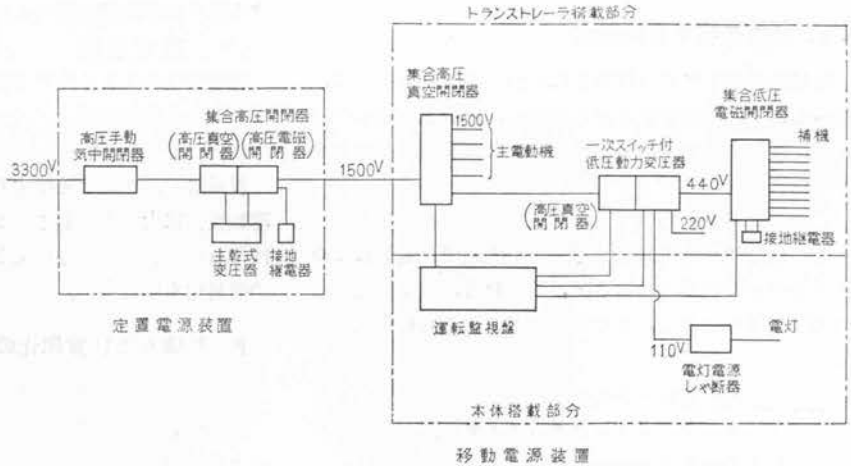 トランストレーラ搭載部分
集合高圧
真空開閉器
集合低圧
電磁開閉器
集合高圧開閉器
(高圧真空
開閉器)(高圧電磁
開閉器)
高圧手動
気中開閉器
1500V
主電動機
一次スイッチ付
低圧動力変圧器
補機
3300V
1500V
440V
220V
(高圧真空
開閉器)
接地継電器
主乾式
変圧器
接地
継電器
定置電源装置
運転監視盤
110V
電灯
電灯電源
しゃ断器
本体搭載部分
移動電源装置